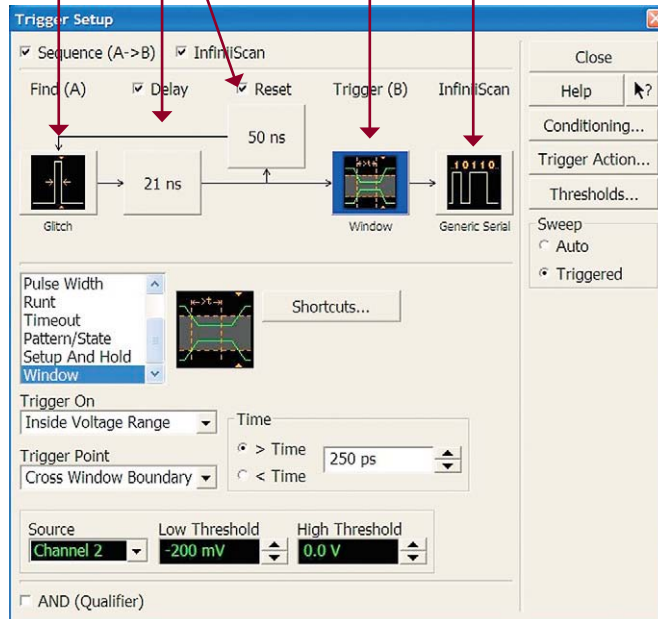 Trigger Setup
Sequence (A->B) InfiniiScan
Find (A) Delay Reset Trigger (B) InfiniiScan
50 ns
21 ns
10110
Glitch Window Generic Serial
Close
Help ?
Conditioning...
Trigger Action...
Thresholds...
Sweep
Auto
Triggered
Pulse Width
Runt
Timeout
Pattern/State
Setup And Hold
Window
>t
Shortcuts...
Trigger On
Inside Voltage Range
Trigger Point
Cross Window Boundary
Time
> Time
< Time
250 ps
Source Low Threshold High Threshold
Channel 2 -200 mV 0.0 V
AND (Qualifier)